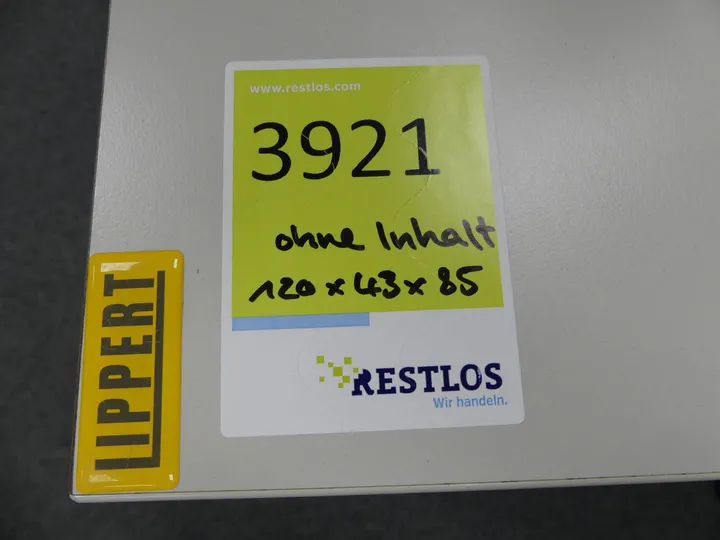 www.restlos.com
3921
ohne Inhalt
120 x 43 x 85
RESTLOS
Wir handeln.
LIPPERT